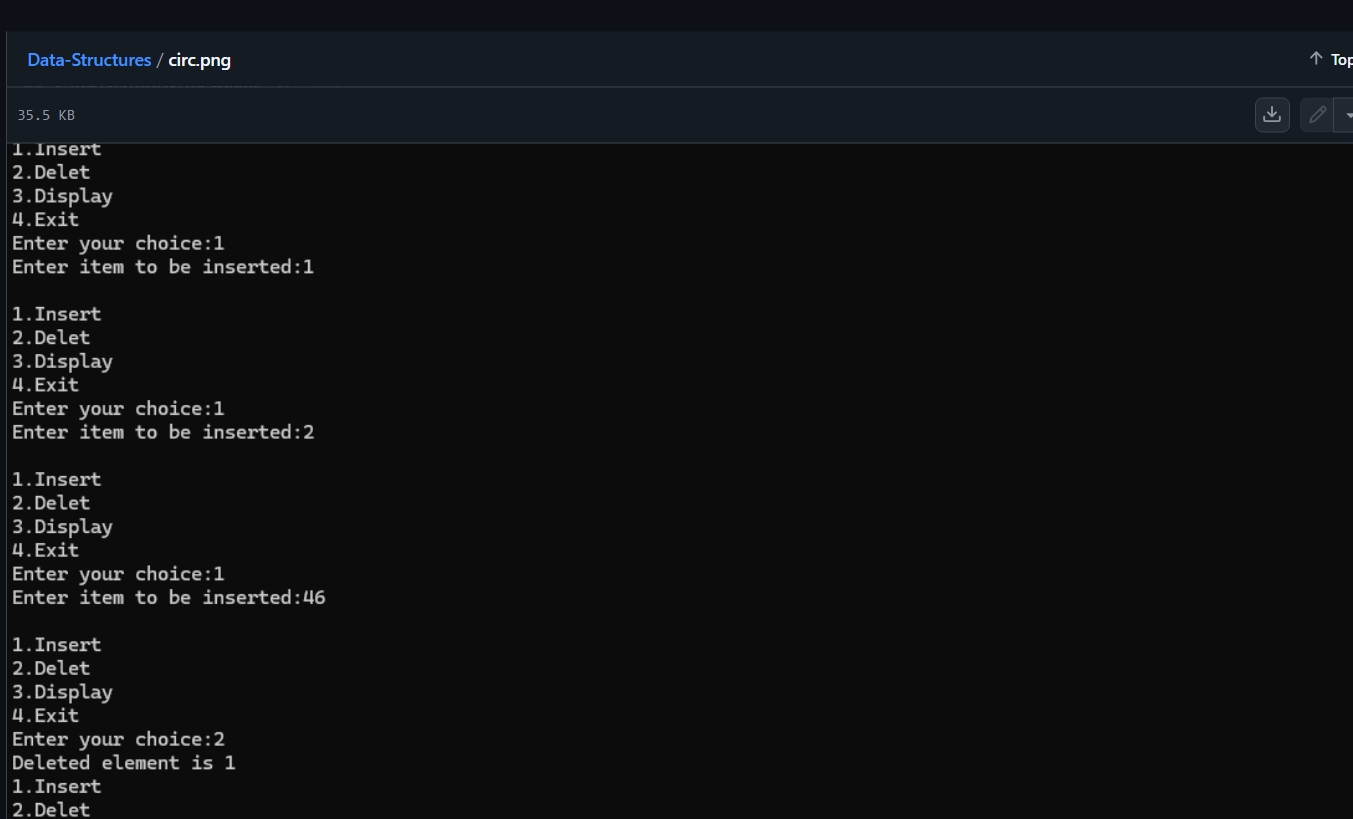 Data-Structures / circ.png
Top
35.5 KB
1.Insert
2.Delet
3.Display
4.Exit
Enter your choice:1
Enter item to be inserted:1
1.Insert
2.Delet
3.Display
4.Exit
Enter your choice:1
Enter item to be inserted:2
1.Insert
2.Delet
3.Display
4.Exit
Enter your choice:1
Enter item to be inserted:46
1.Insert
2.Delet
3.Display
4.Exit
Enter your choice:2
Deleted element is 1
1.Insert
2.Delet